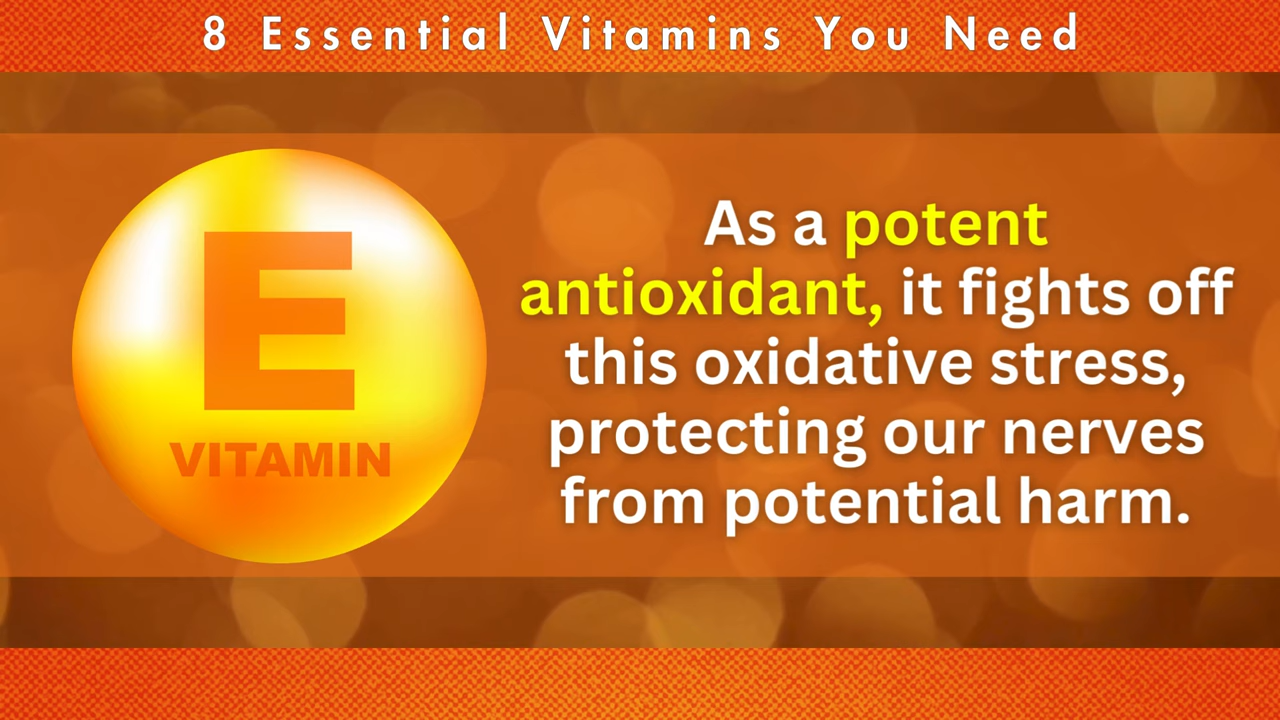 8 Essential Vitamins You Need
E
VITAMIN
As a potent
antioxidant, it fights off
this oxidative stress,
protecting our nerves
from potential harm.